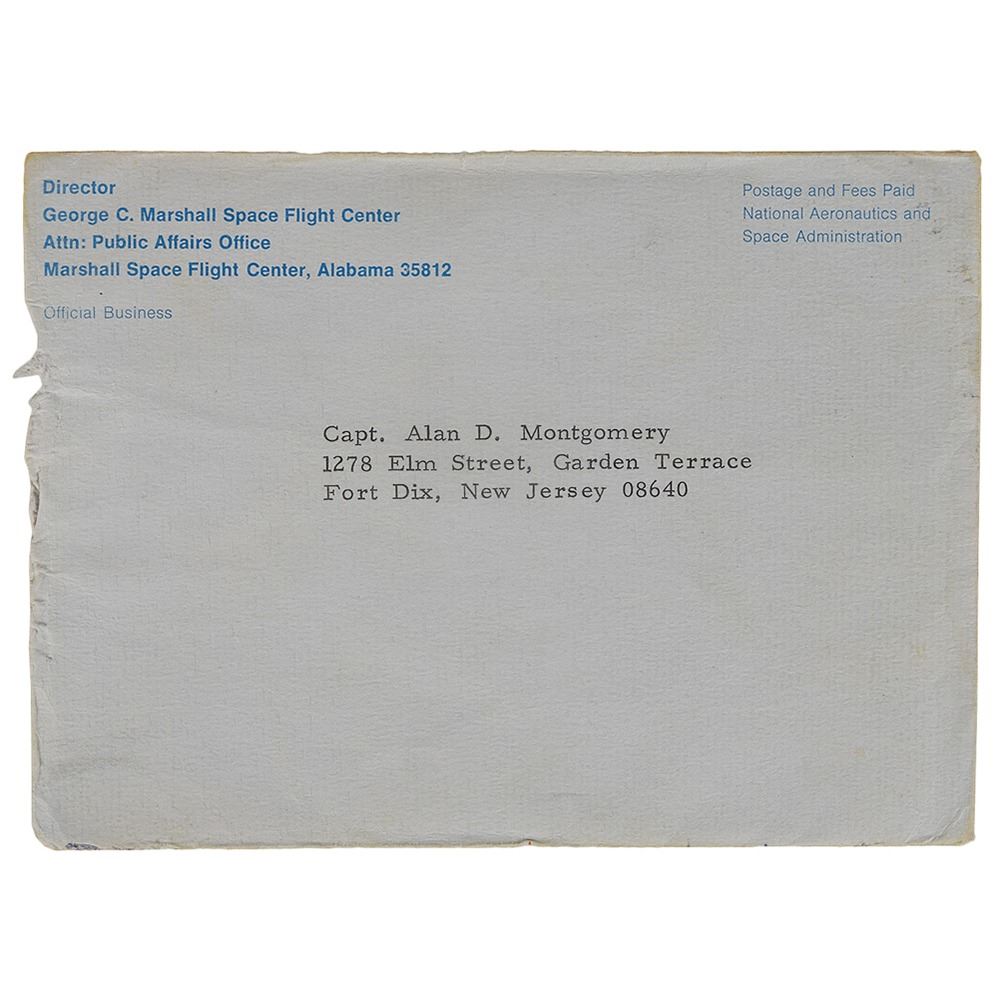 Director
George C. Marshall Space Flight Center
Attn: Public Affairs Office
Marshall Space Flight Center, Alabama 35812
Official Business
Postage and Fees Paid
National Aeronautics and
Space Administration
Capt. Alan D. Montgomery
1278 Elm Street, Garden Terrace
Fort Dix, New Jersey 08640